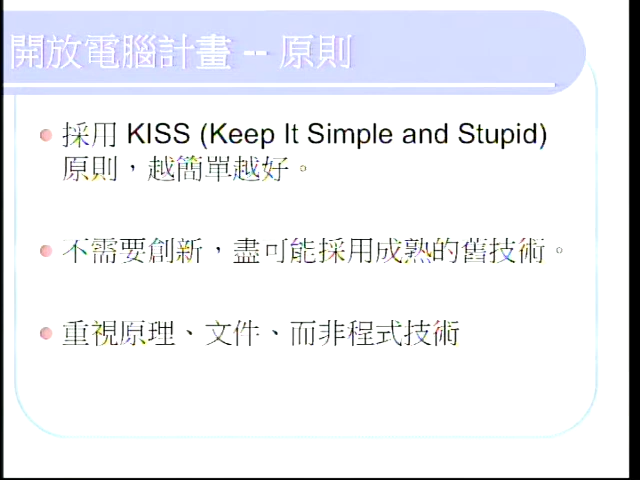 開放電腦計畫 -- 原則
採用 KISS (Keep It Simple and Stupid)
原則，越簡單越好。
不需要創新，盡可能採用成熟的舊技術。
重視原理、文件、而非程式技術